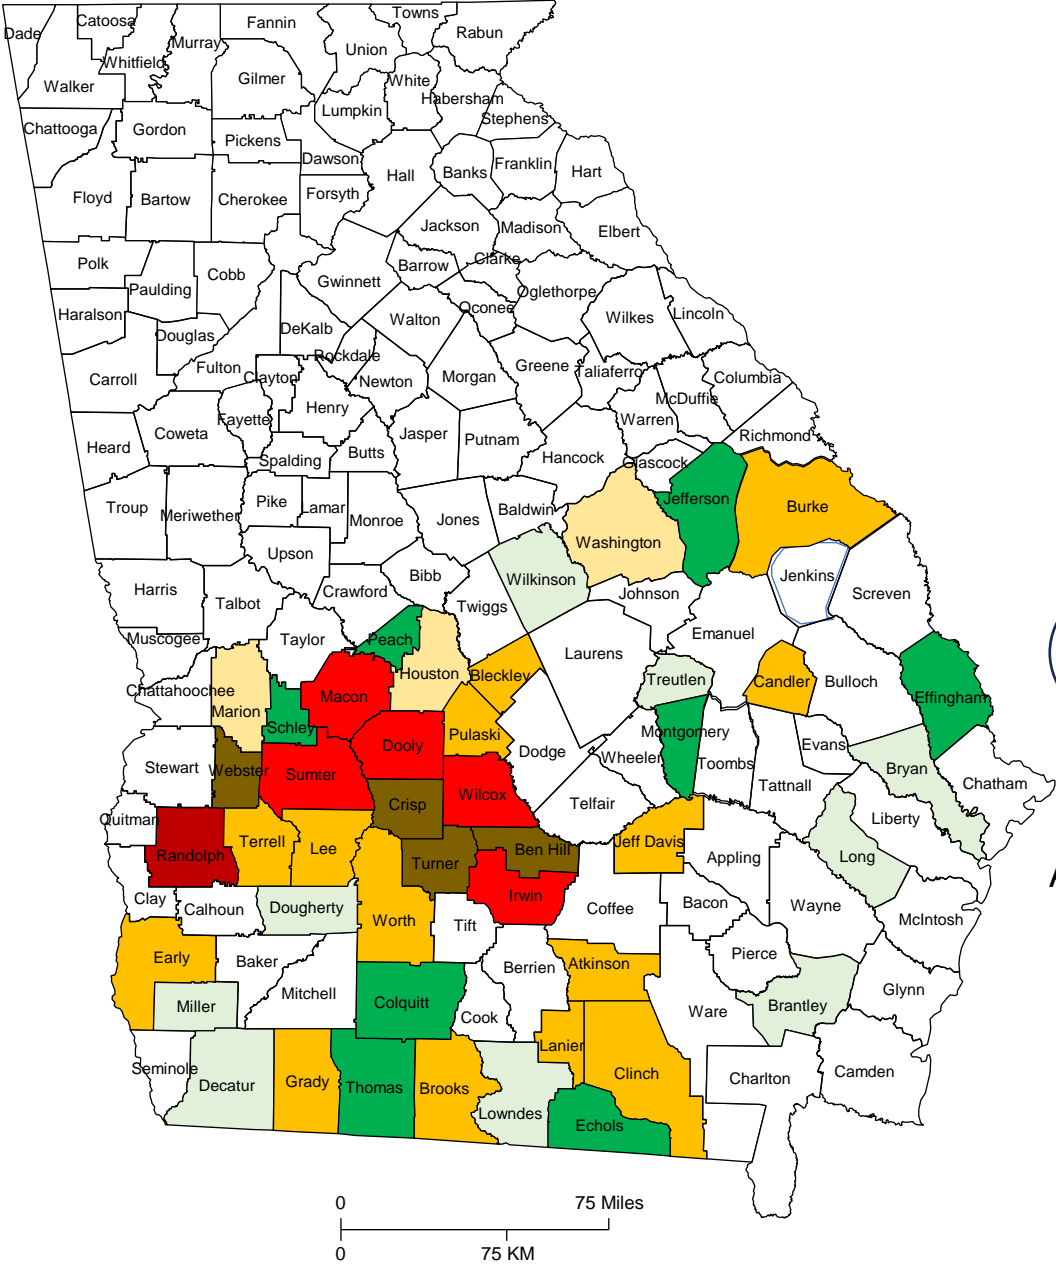 Dade
Catoosa
Whitfield
Murray
Fannin
Union
Towns
Rabun
Walker
Gilmer
White
Lumpkin
Habersham
Stephens
Chattooga
Gordon
Pickens
Dawson
Hall
Banks
Franklin
Hart
Floyd
Bartow
Cherokee
Forsyth
Jackson
Madison
Elbert
Polk
Paulding
Cobb
Gwinnett
Barrow
Clarke
Oglethorpe
Oconee
Haralson
Douglas
DeKalb
Walton
Wilkes
Lincoln
Carroll
Fulton
Clayton
Rockdale
Newton
Morgan
Greene
Taliaferro
McDuffie
Columbia
Heard
Coweta
Fayette
Henry
Spalding
Butts
Jasper
Putnam
Hancock
Warren
Glascock
Richmond
Troup
Meriwether
Pike
Lamar
Monroe
Jones
Baldwin
Washington
Jefferson
Burke
Upson
Harris
Talbot
Crawford
Bibb
Twiggs
Wilkinson
Johnson
Jenkins
Screven
Muscogee
Taylor
Peach
Houston
Bleckley
Laurens
Emanuel
Treutlen
Candler
Bulloch
Effingham
Chattahoochee
Marion
Schley
Macon
Dooly
Pulaski
Dodge
Wheeler
Montgomery
Toombs
Tattnall
Evans
Bryan
Chatham
Stewart
Webster
Sumter
Crisp
Wilcox
Telfair
Liberty
Quitman
Randolph
Terrell
Lee
Turner
Ben Hill
Jeff Davis
Appling
Long
Clay
Calhoun
Dougherty
Worth
Tift
Irwin
Coffee
Bacon
Wayne
McIntosh
Early
Baker
Mitchell
Berrien
Atkinson
Pierce
Miller
Colquitt
Cook
Ware
Brantley
Glynn
Seminole
Decatur
Grady
Thomas
Brooks
Lowndes
Lanier
Clinch
Echols
Charlton
Camden
0 75 Miles
0 75 KM